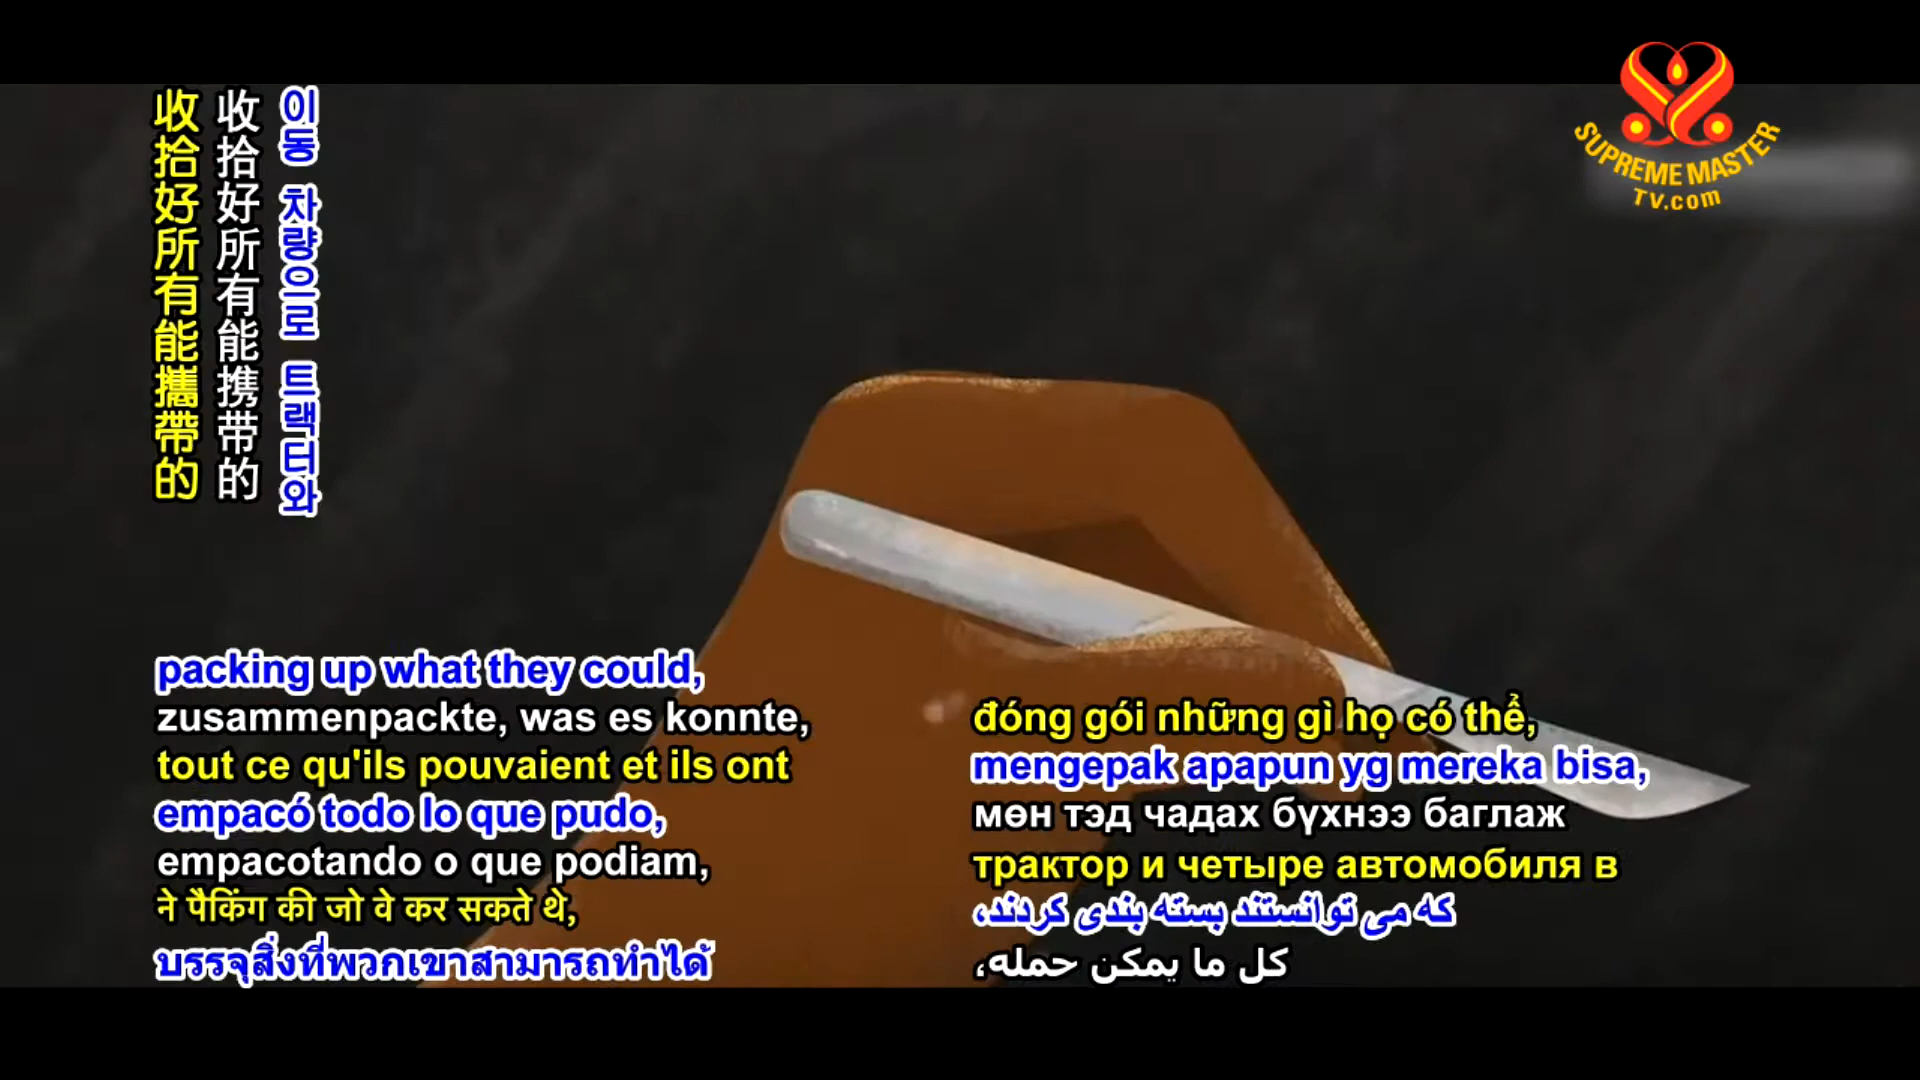 收拾好所有能攜帶的
收拾好所有能携带的
이동 차량으로 트랙터와
SUPREME MASTER
TV.com
packing up what they could,
zusammenpackte, was es konnte,
tout ce qu'ils pouvaient et ils ont
empacó todo lo que pudo,
empacotando o que podiam,
ने पैकिंग की जो वे कर सकते थे,
บรรจุสิ่งที่พวกเขาสามารถทำได้
đóng gói những gì họ có thể,
mengepak apapun yg mereka bisa,
мөн тэд чадах бүхнээ баглаж
трактор и четыре автомобиля в
که می توانستند بسته بندی کردند،
كل ما يمكن حمله،